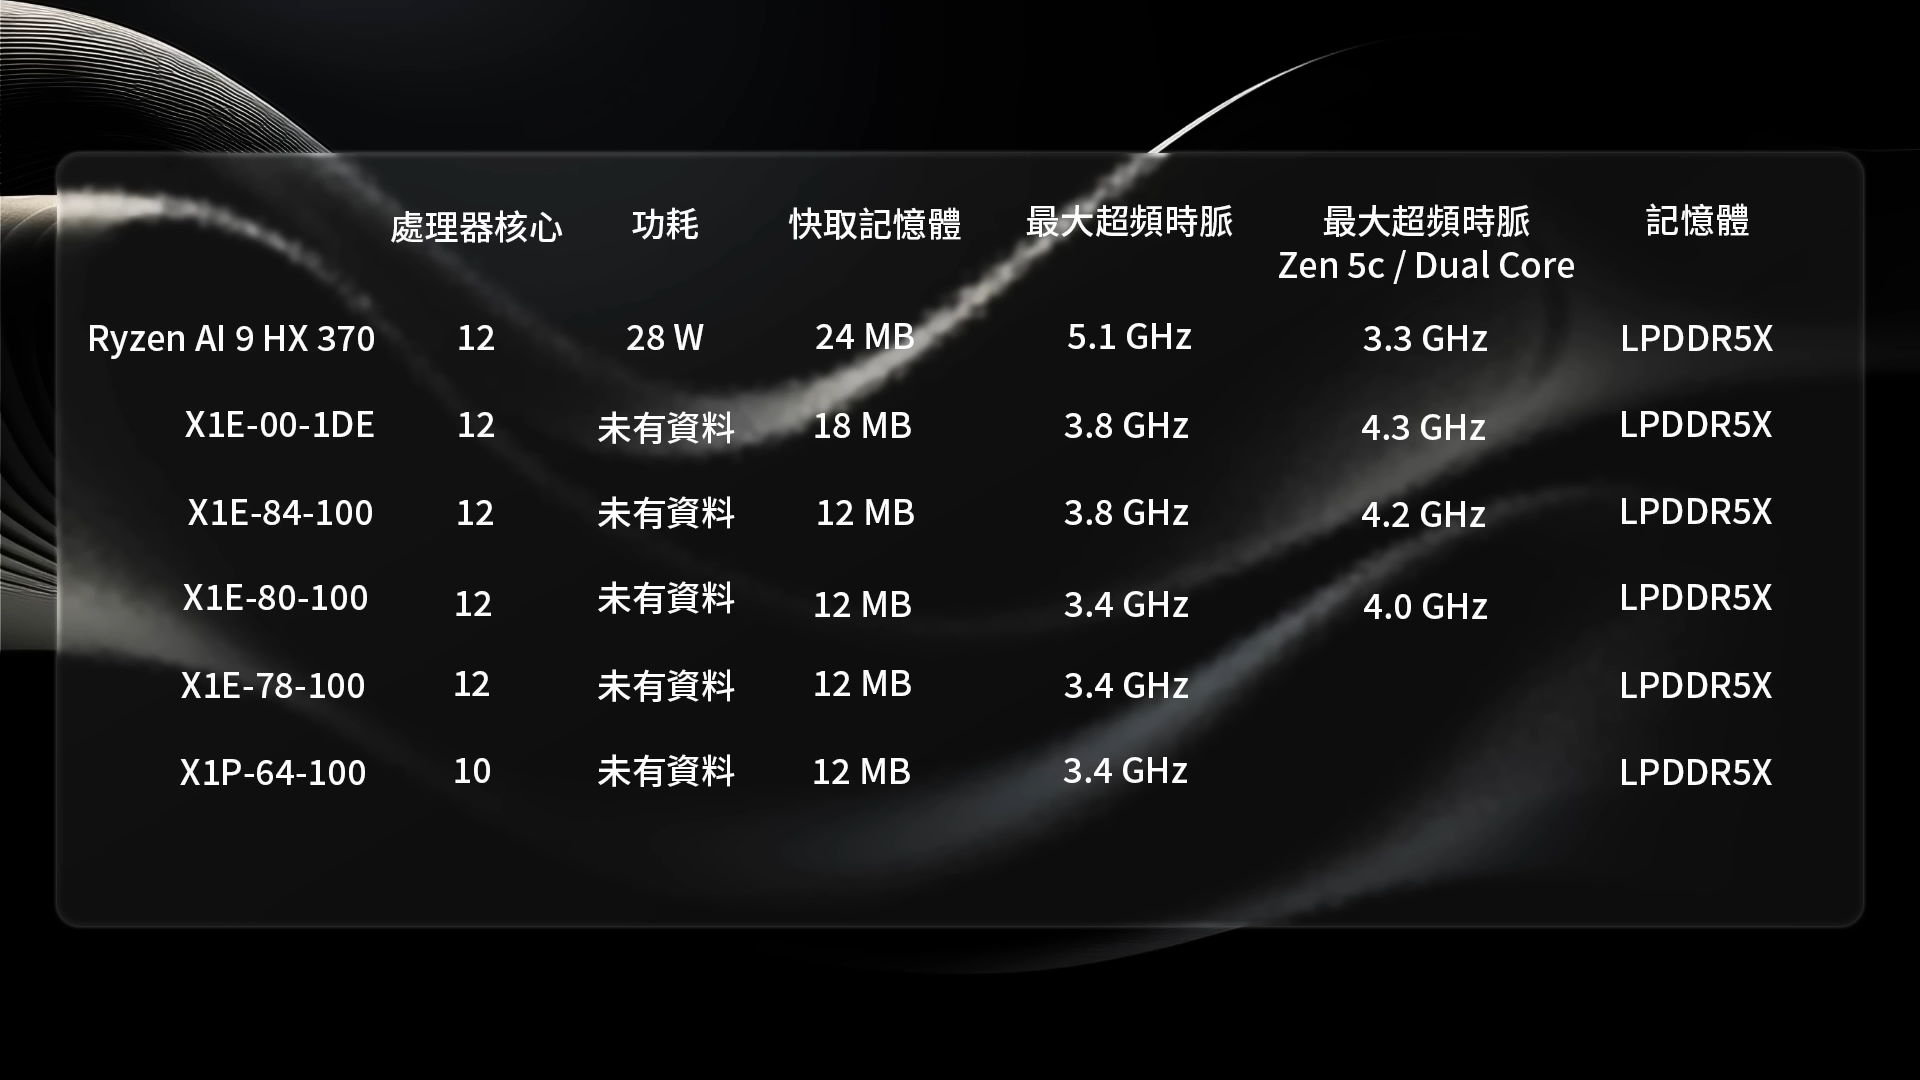 處理器核心 功耗 快取記憶體 最大超頻時脈 最大超頻時脈 記憶體
Zen 5c / Dual Core
Ryzen AI 9 HX 370 12 28 W 24 MB 5.1 GHz 3.3 GHz LPDDR5X
X1E-00-1DE 12 未有資料 18 MB 3.8 GHz 4.3 GHz LPDDR5X
X1E-84-100 12 未有資料 12 MB 3.8 GHz 4.2 GHz LPDDR5X
X1E-80-100 12 未有資料 12 MB 3.4 GHz 4.0 GHz LPDDR5X
X1E-78-100 12 未有資料 12 MB 3.4 GHz LPDDR5X
X1P-64-100 10 未有資料 12 MB 3.4 GHz LPDDR5X